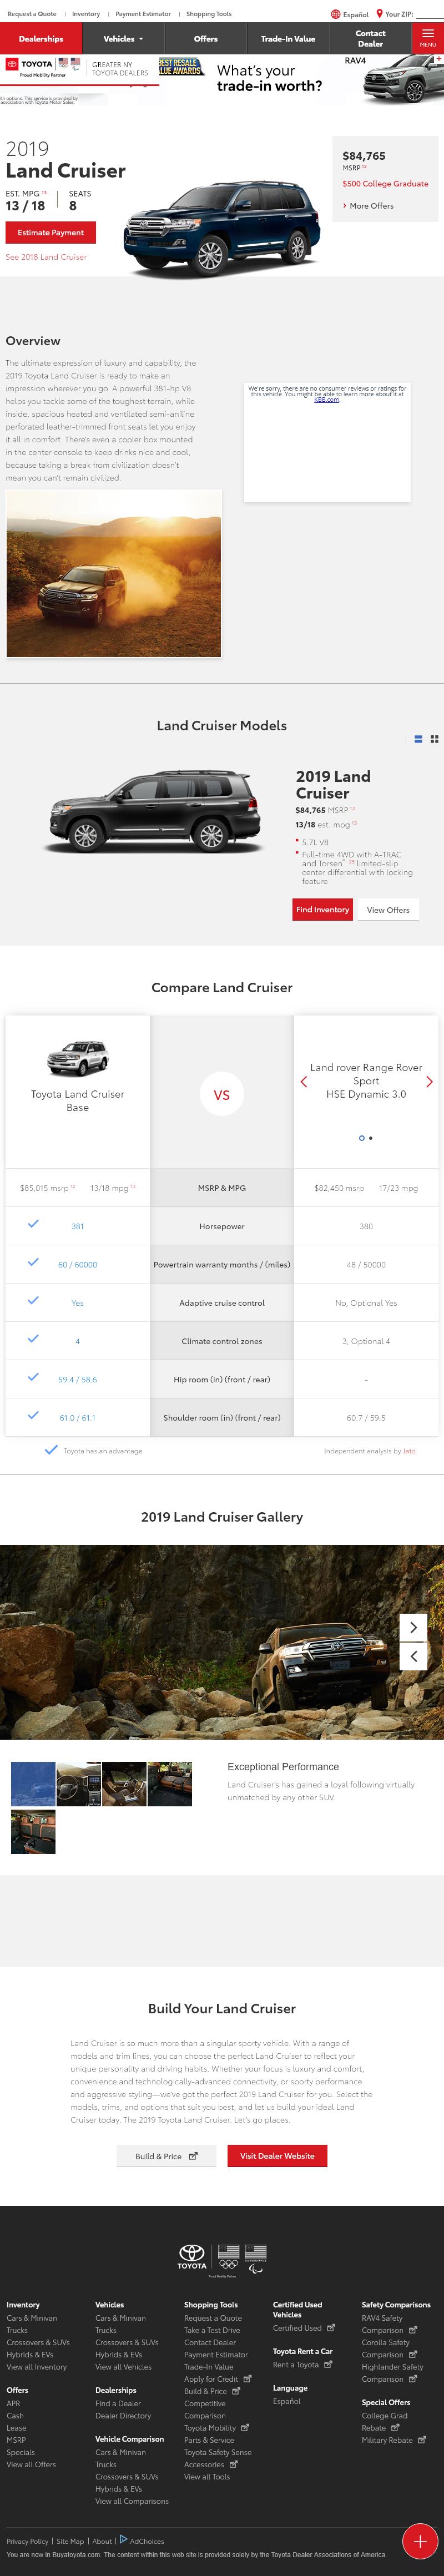 Request a Quote | Inventory | Payment Estimator | Shopping Tools Español Your ZIP:
Dealerships Vehicles Offers Trade-In Value Contact Dealer MENU
TOYOTA GREATER NY TOYOTA DEALERS
Proud Mobility Partner
BLUE AWARDS
What's your
trade-in worth?
RAV4
2019
Land Cruiser
EST. MPG 13 SEATS
13 / 18 8
Estimate Payment
See 2018 Land Cruiser
$84,765
MSRP 12
$500 College Graduate
More Offers
Overview
The ultimate expression of luxury and capability, the
2019 Toyota Land Cruiser is ready to make an
impression wherever you go. A powerful 381-hp V8
helps you tackle some of the toughest terrain, while
inside, spacious heated and ventilated semi-aniline
perforated leather-trimmed front seats let you enjoy
it all in comfort. There's even a cooler box mounted
in the center console to keep drinks nice and cool,
because taking a break from civilization doesn't
mean you can't remain civilized.
We're sorry, there are no consumer reviews or ratings for
this vehicle. You might be able to learn more about it at
KBB.com.
Land Cruiser Models
2019 Land
Cruiser
$84,765 MSRP 12
13/18 est. mpg 13
5.7L V8
Full-time 4WD with A-TRAC
and Torsen® 23 limited-slip
center differential with locking
feature
Find Inventory View Offers
Compare Land Cruiser
Toyota Land Cruiser
Base
VS
Land rover Range Rover
Sport
HSE Dynamic 3.0
$85,015 msrp 12 13/18 mpg 13 MSRP & MPG $82,450 msrp 17/23 mpg
381 Horsepower 380
60 / 60000 Powertrain warranty months / (miles) 48 / 50000
Yes Adaptive cruise control No, Optional Yes
4 Climate control zones 3, Optional 4
59.4 / 58.6 Hip room (in) (front / rear) -
61.0 / 61.1 Shoulder room (in) (front / rear) 60.7 / 59.5
Toyota has an advantage Independent analysis by Jato
2019 Land Cruiser Gallery
Exceptional Performance
Land Cruiser's has gained a loyal following virtually
unmatched by any other SUV.
Build Your Land Cruiser
Land Cruiser is so much more than a singular sporty vehicle. With a range of
models and trim lines, you can choose the perfect Land Cruiser to reflect your
unique personality and driving habits. Whether your focus is luxury and comfort,
convenience and technologically-advanced connectivity, or sporty performance
and aggressive styling—we've got the perfect 2019 Land Cruiser for you. Select the
models, trims, and options that suit you best, and let us build your ideal Land
Cruiser today. The 2019 Toyota Land Cruiser. Let's go places.
Build & Price Visit Dealer Website
TOYOTA
Proud Mobility Partner
Inventory
Cars & Minivan
Trucks
Crossovers & SUVs
Hybrids & EVs
View all Inventory
Offers
APR
Cash
Lease
MSRP
Specials
View all Offers
Vehicles
Cars & Minivan
Trucks
Crossovers & SUVs
Hybrids & EVs
View all Vehicles
Dealerships
Find a Dealer
Dealer Directory
Vehicle Comparison
Cars & Minivan
Trucks
Crossovers & SUVs
Hybrids & EVs
View all Comparisons
Shopping Tools
Request a Quote
Take a Test Drive
Contact Dealer
Payment Estimator
Trade-In Value
Apply for Credit
Build & Price
Competitive
Comparison
Toyota Mobility
Parts & Service
Toyota Safety Sense
Accessories
View all Tools
Certified Used
Vehicles
Certified Used
Toyota Rent a Car
Rent a Toyota
Language
Español
Safety Comparisons
RAV4 Safety
Comparison
Corolla Safety
Comparison
Highlander Safety
Comparison
Special Offers
College Grad
Rebate
Military Rebate
Privacy Policy | Site Map | About | AdChoices
You are now in Buyatoyota.com. The content within this web site is provided solely by the Toyota Dealer Associations of America.